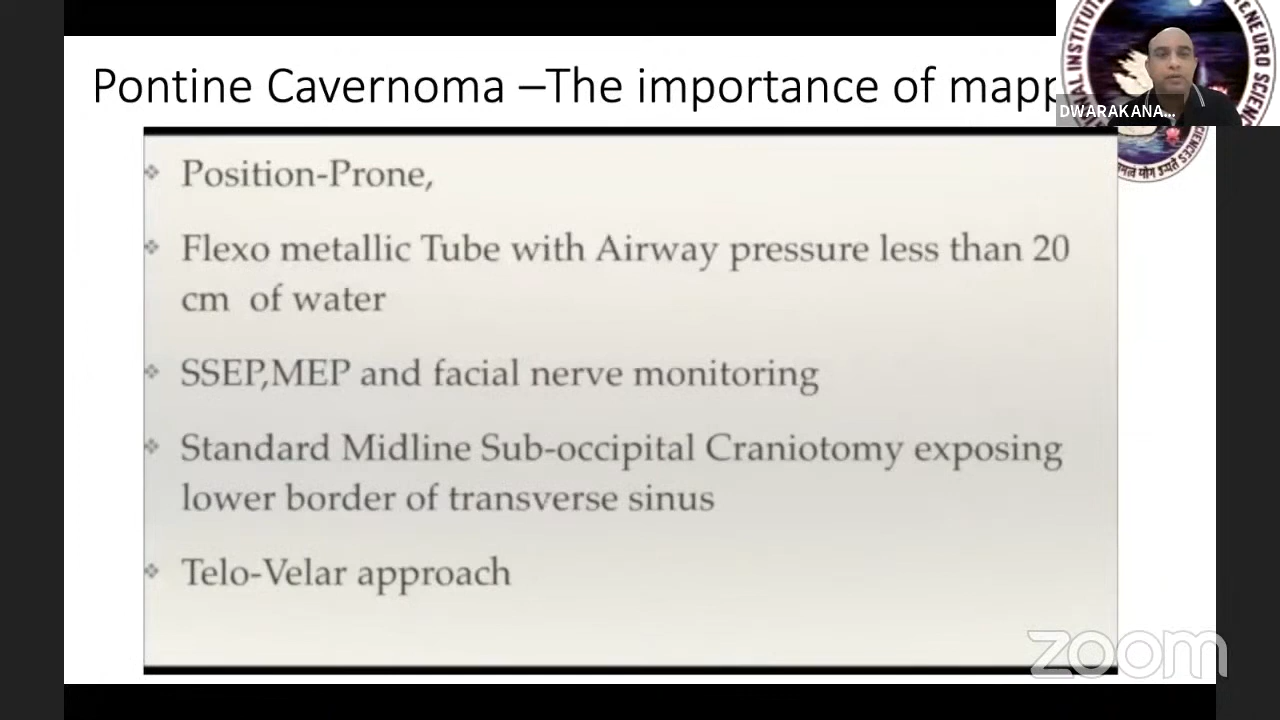 Pontine Cavernoma –The importance of mapp
DWARAKANA...
Position-Prone,
Flexo metallic Tube with Airway pressure less than 20
cm of water
SSEP,MEP and facial nerve monitoring
Standard Midline Sub-occipital Craniotomy exposing
lower border of transverse sinus
Telo-Velar approach
zoom